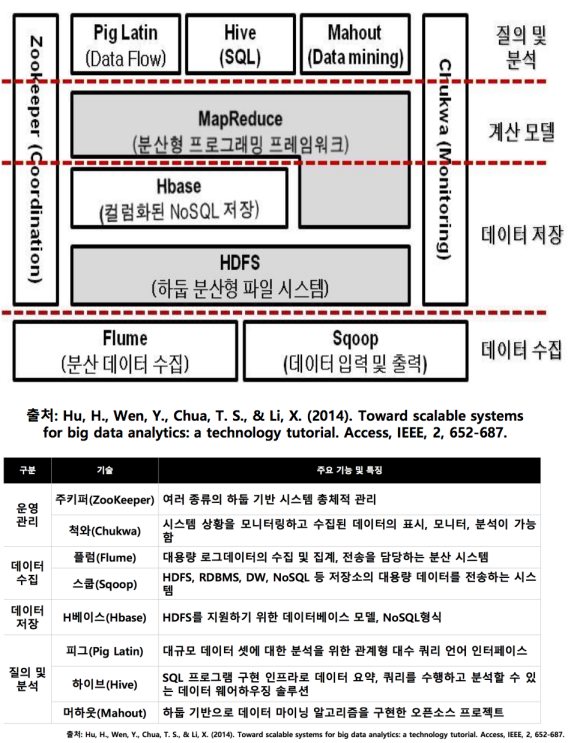 Zookeeper (Coordination)
Pig Latin
(Data Flow)
Hive
(SQL)
Mahout
(Data mining)
Chukwa (Monitoring)
질의 및
분석
MapReduce
(분산형 프로그래밍 프레임워크)
계산 모델
Hbase
(컬럼화된 NoSQL 저장)
데이터 저장
HDFS
(하둡 분산형 파일 시스템)
Flume
(분산 데이터 수집)
Sqoop
(데이터 입력 및 출력)
데이터 수집
출처: Hu, H., Wen, Y., Chua, T. S., & Li, X. (2014). Toward scalable systems
for big data analytics: a technology tutorial. Access, IEEE, 2, 652-687.
구분 기술 주요 기능 및 특징
운영
관리
주키퍼(ZooKeeper) 여러 종류의 하둡 기반 시스템 총체적 관리
척와(Chukwa) 시스템 상황을 모니터링하고 수집된 데이터의 표시, 모니터, 분석이 가능
함
데이터
수집
플럼(Flume) 대용량 로그데이터의 수집 및 집계, 전송을 담당하는 분산 시스템
스쿱(Sqoop) HDFS, RDBMS, DW, NoSQL 등 저장소의 대용량 데이터를 전송하는 시스
템
데이터
저장
H베이스(Hbase) HDFS를 지원하기 위한 데이터베이스 모델, NoSQL형식
질의 및
분석
피그(Pig Latin) 대규모 데이터 셋에 대한 분석을 위한 관계형 대수 쿼리 언어 인터페이스
하이브(Hive) SQL 프로그램 구현 인프라로 데이터 요약, 쿼리를 수행하고 분석할 수 있
는 데이터 웨어하우징 솔루션
머하웃(Mahout) 하둡 기반으로 데이터 마이닝 알고리즘을 구현한 오픈소스 프로젝트
출처: Hu, H., Wen, Y., Chua, T. S., & Li, X. (2014). Toward scalable systems for big data analytics: a technology tutorial. Access, IEEE, 2, 652-687.